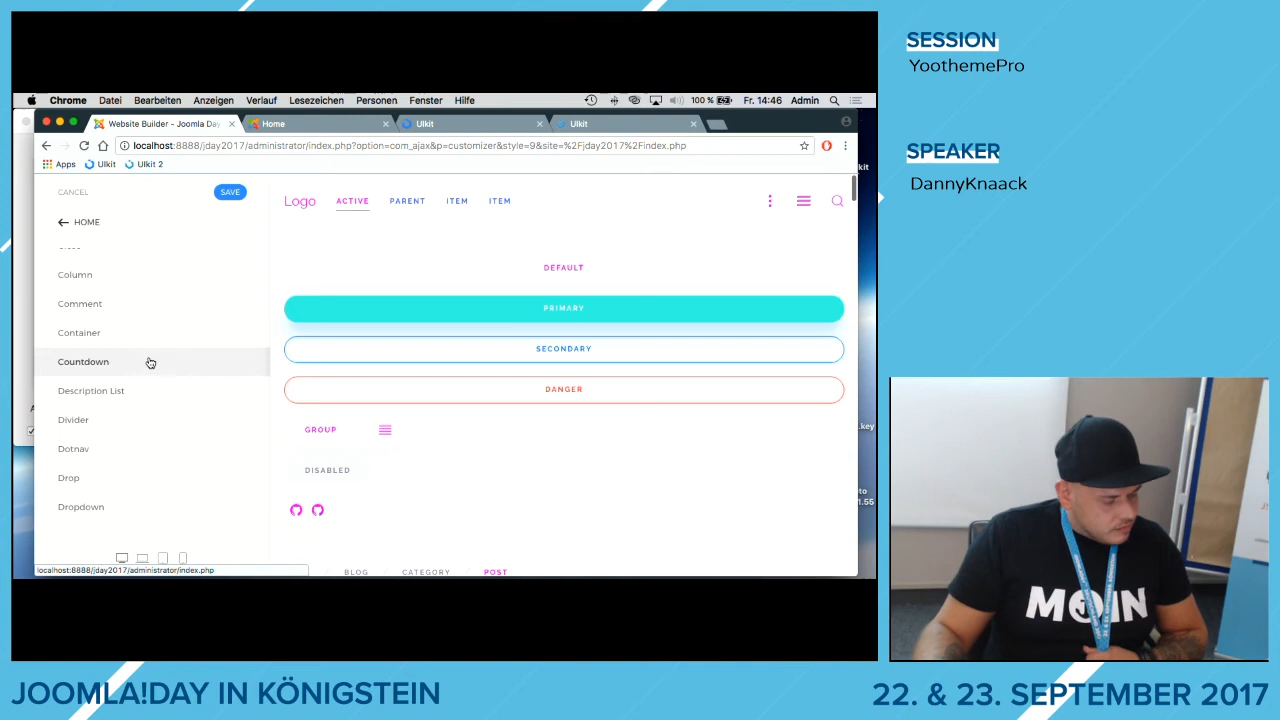 SESSION
YoothemePro
SPEAKER
DannyKnaack
Chrome Datei Bearbeiten Anzeigen Verlauf Lesezeichen Personen Fenster Hilfe 100 % Fr. 14:46 Admin
Website Builder - Joomla Day Home UIkit UIkit
localhost:8888/jday2017/administrator/index.php?option=com_ajax&p=customizer&style=9&site=%2Fjday2017%2Findex.php
Apps UIkit UIkit 2
CANCEL SAVE
HOME
Column
Comment
Container
Countdown
Description List
Divider
Dotnav
Drop
Dropdown
localhost:8888/jday2017/administrator/index.php
Logo ACTIVE PARENT ITEM ITEM
DEFAULT
PRIMARY
SECONDARY
DANGER
GROUP
DISABLED
BLOG / CATEGORY / POST
.key
1.55
MOIN
JOOMLA!DAY IN KÖNIGSTEIN
22. & 23. SEPTEMBER 2017